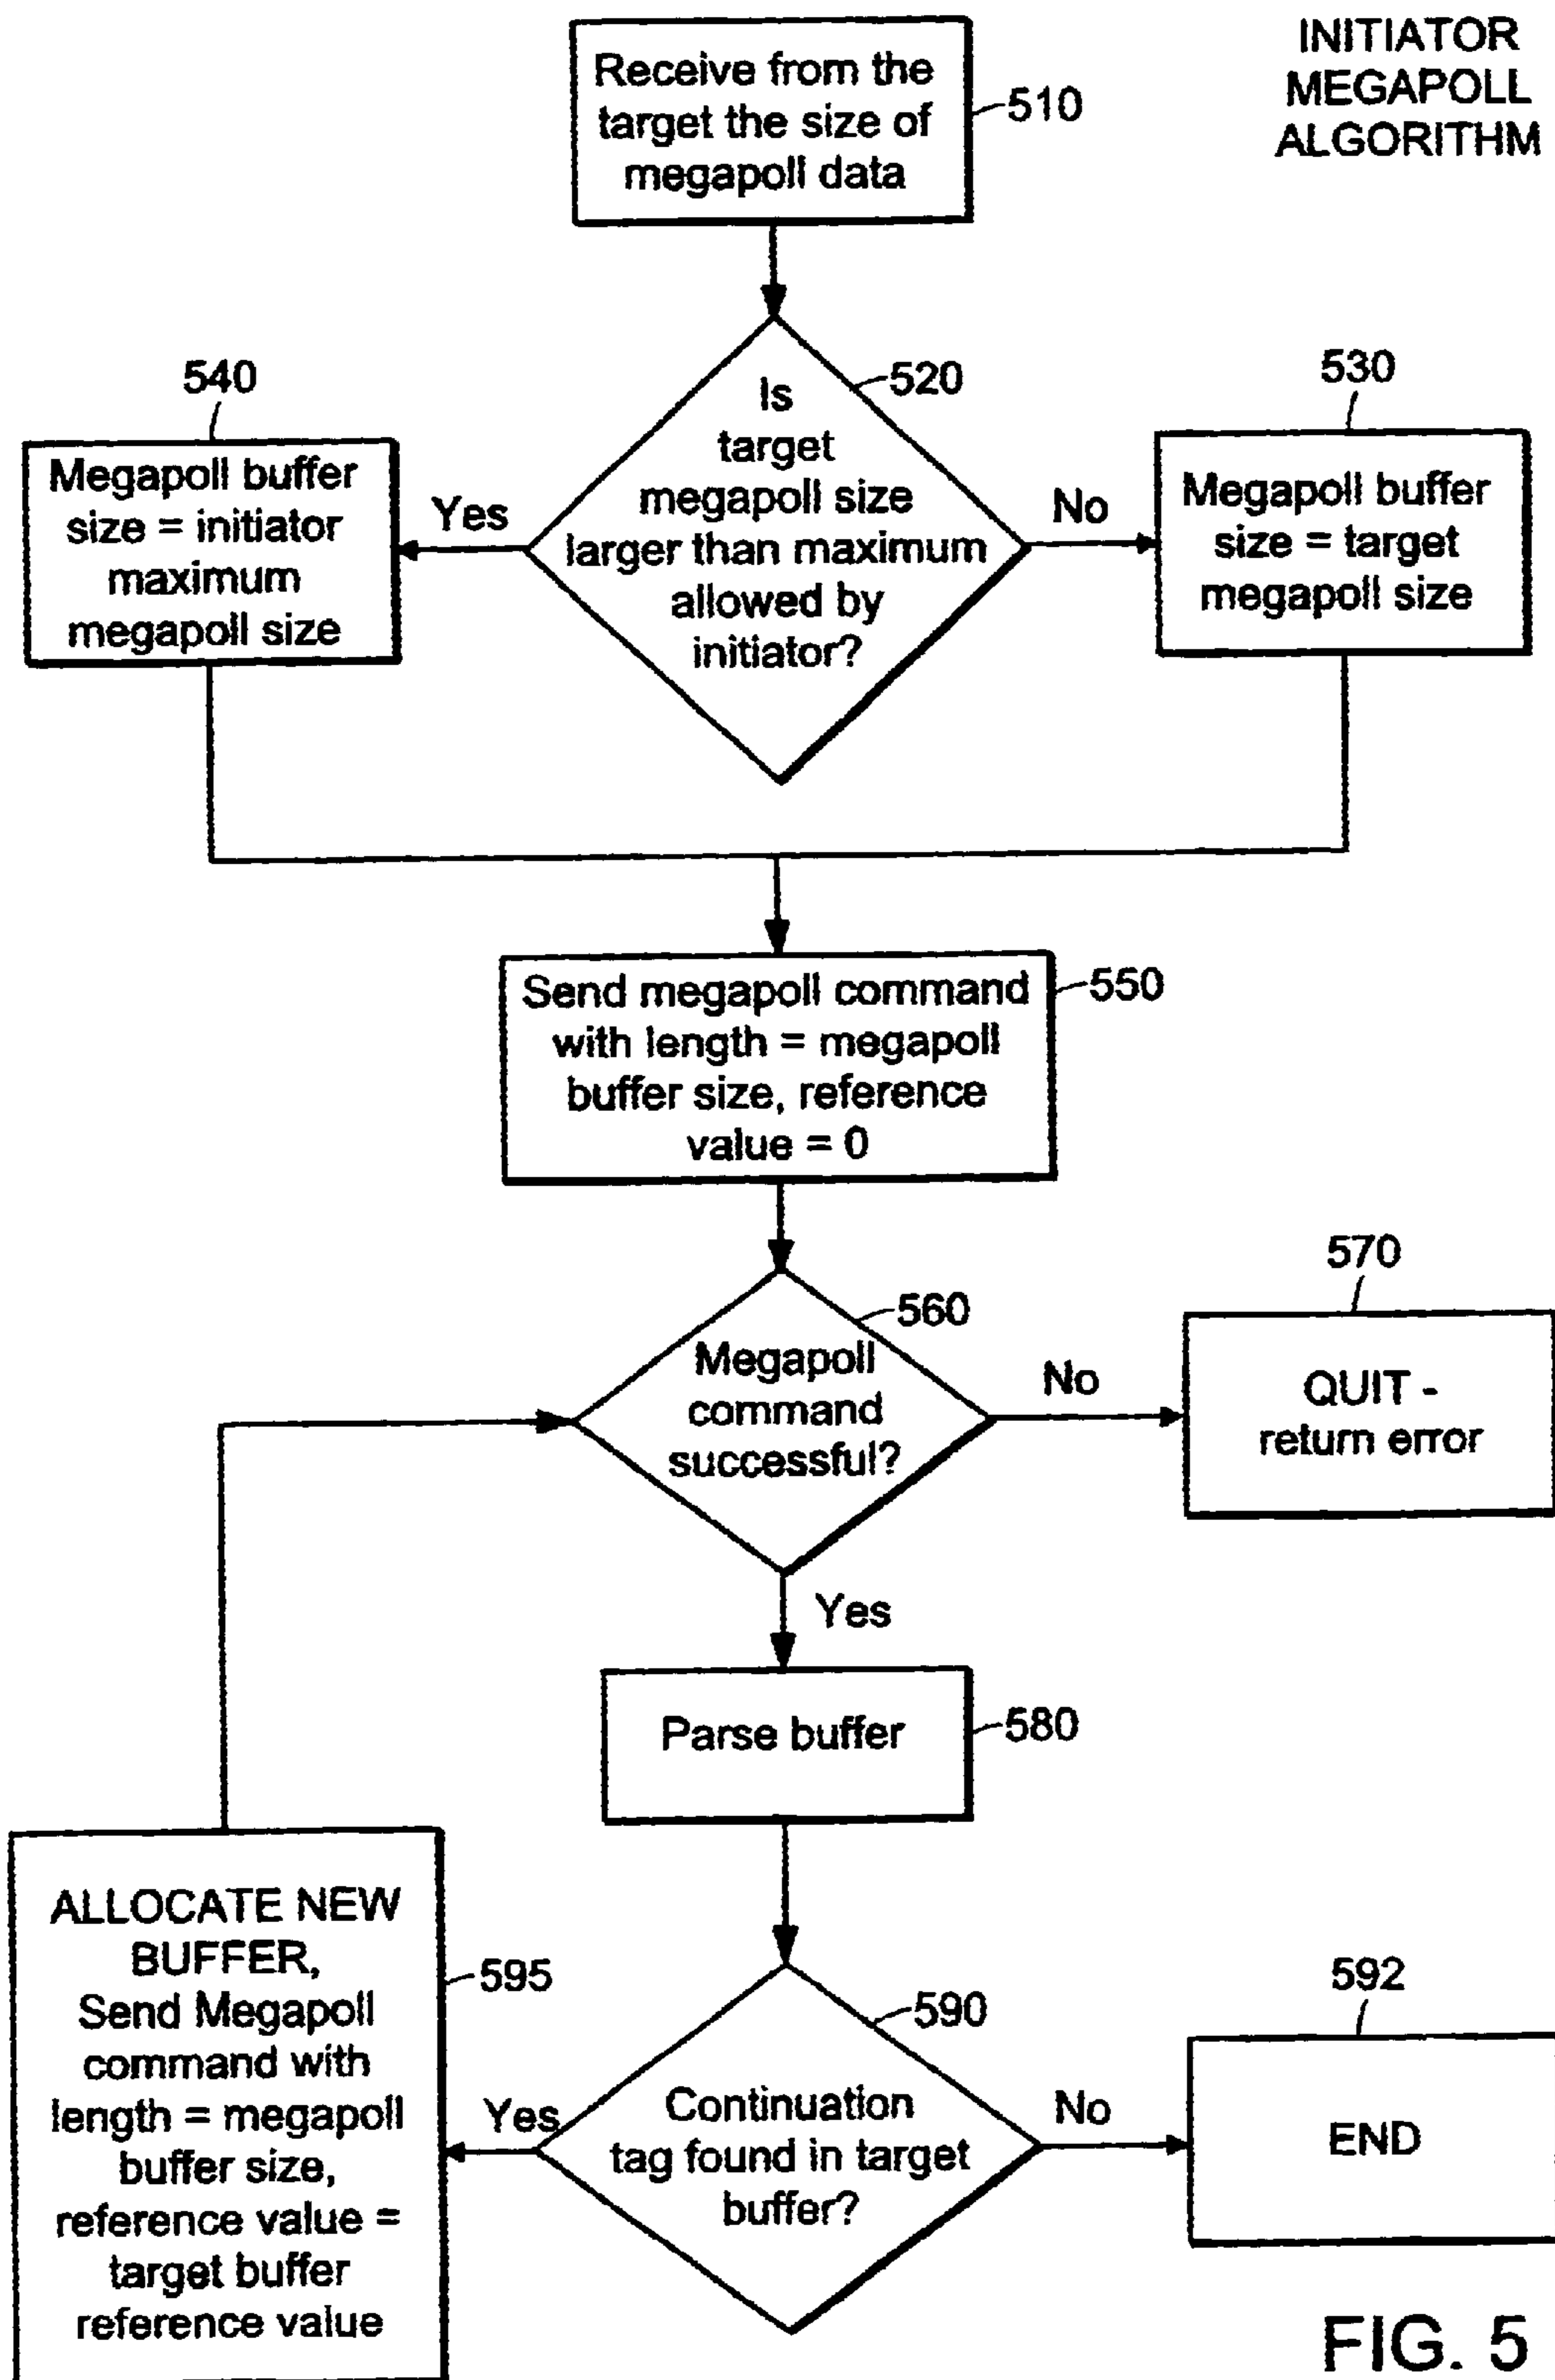 INITIATOR
MEGAPOLL
ALGORITHM
Receive from the
target the size of
megapoll data
510
Is
target
megapoll size
larger than maximum
allowed by
initiator?
520
540
Megapoll buffer
size = initiator
maximum
megapoll size
Yes
No
530
Megapoll buffer
size = target
megapoll size
Send megapoll command
with length = megapoll
buffer size, reference
value = 0
550
560
Megapoll
command
successful?
No
570
QUIT -
return error
Yes
Parse buffer
580
590
Continuation
tag found in target
buffer?
Yes
ALLOCATE NEW
BUFFER,
Send Megapoll
command with
length = megapoll
buffer size,
reference value =
target buffer
reference value
595
No
592
END
FIG. 5